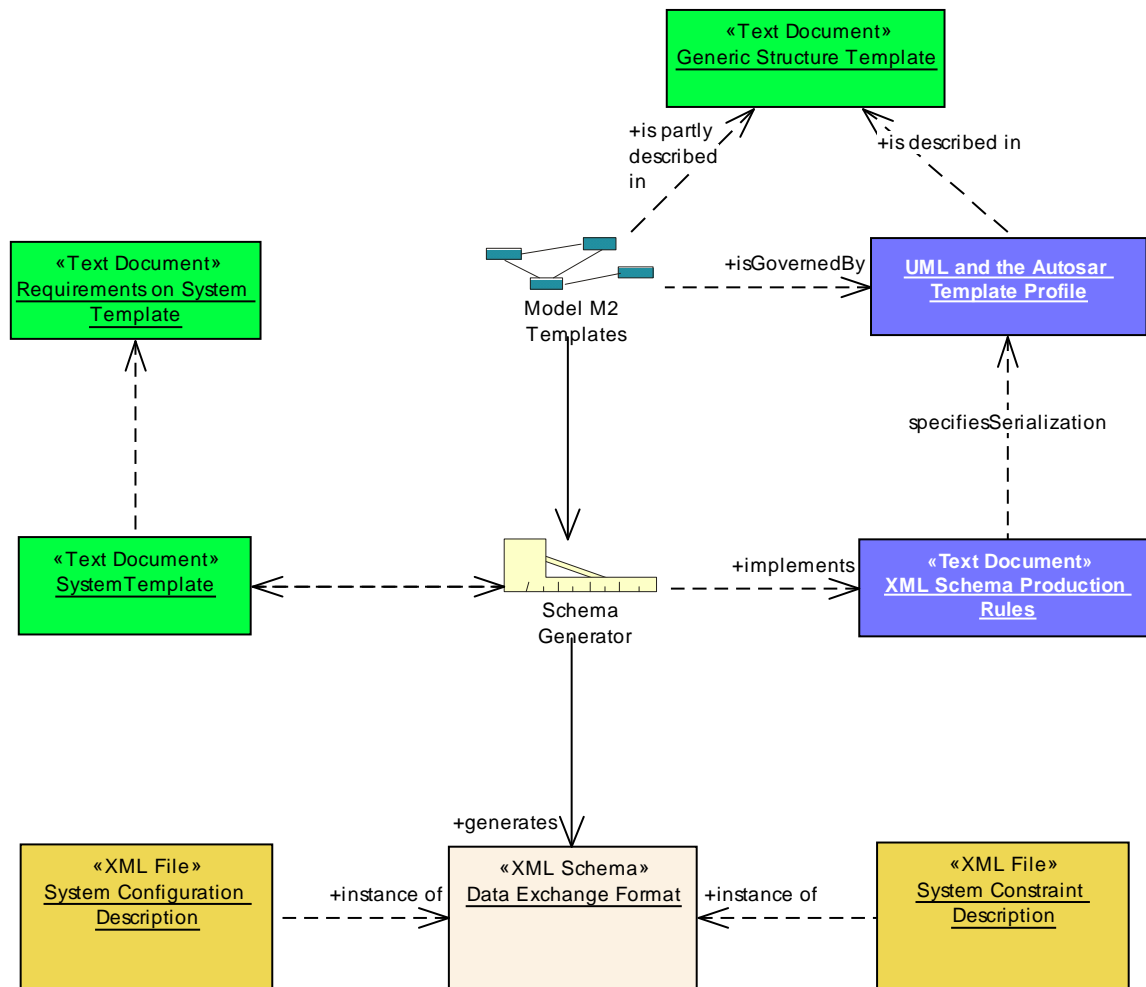 «Text Document»
Generic Structure Template
+is partly
described
in
+is described in
«Text Document»
Requirements on System
Template
Model M2
Templates
+isGovernedBy
UML and the Autosar
Template Profile
specifiesSerialization
«Text Document»
SystemTemplate
Schema
Generator
+implements
«Text Document»
XML Schema Production
Rules
+generates
«XML File»
System Configuration
Description
+instance of
«XML Schema»
Data Exchange Format
+instance of
«XML File»
System Constraint
Description